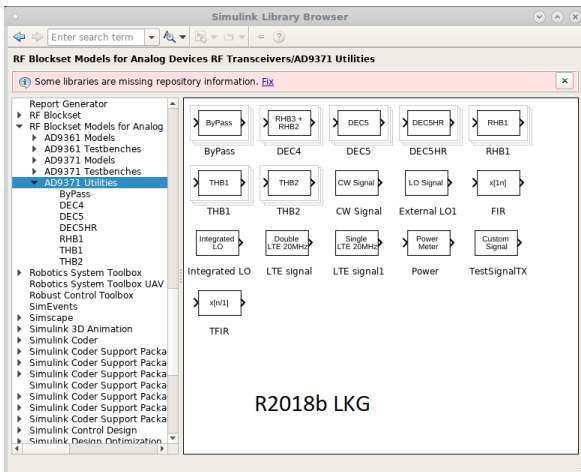 Simulink Library Browser
Enter search term
RF Blockset Models for Analog Devices RF Transceivers/AD9371 Utilities
Some libraries are missing repository information. Fix
Report Generator
RF Blockset
RF Blockset Models for Analog
AD9361 Models
AD9361 Testbenches
AD9371 Models
AD9371 Testbenches
AD9371 Utilities
ByPass
DEC4
DEC5
DEC5HR
RHB1
THB1
THB2
Robotics System Toolbox
Robotics System Toolbox UAV
Robust Control Toolbox
SimEvents
Simscape
Simulink 3D Animation
Simulink Coder
Simulink Coder Support Packa
Simulink Coder Support Packa
Simulink Coder Support Packa
Simulink Coder Support Packa
Simulink Coder Support Packa
Simulink Coder Support Packa
Simulink Control Design
Simulink Design Optimization
ByPass
RHB3 +
RHB2
DEC5
DEC5HR
RHB1
ByPass
DEC4
DEC5
DEC5HR
RHB1
THB1
THB2
CW Signal
LO Signal
x[1n]
THB1
THB2
CW Signal
External LO1
FIR
Integrated
LO
Double
LTE 20MHz
Single
LTE 20MHz
Power
Meter
Custom
Signal
Integrated LO
LTE signal
LTE signal1
Power
TestSignalTX
x[n/1]
TFIR
R2018b LKG